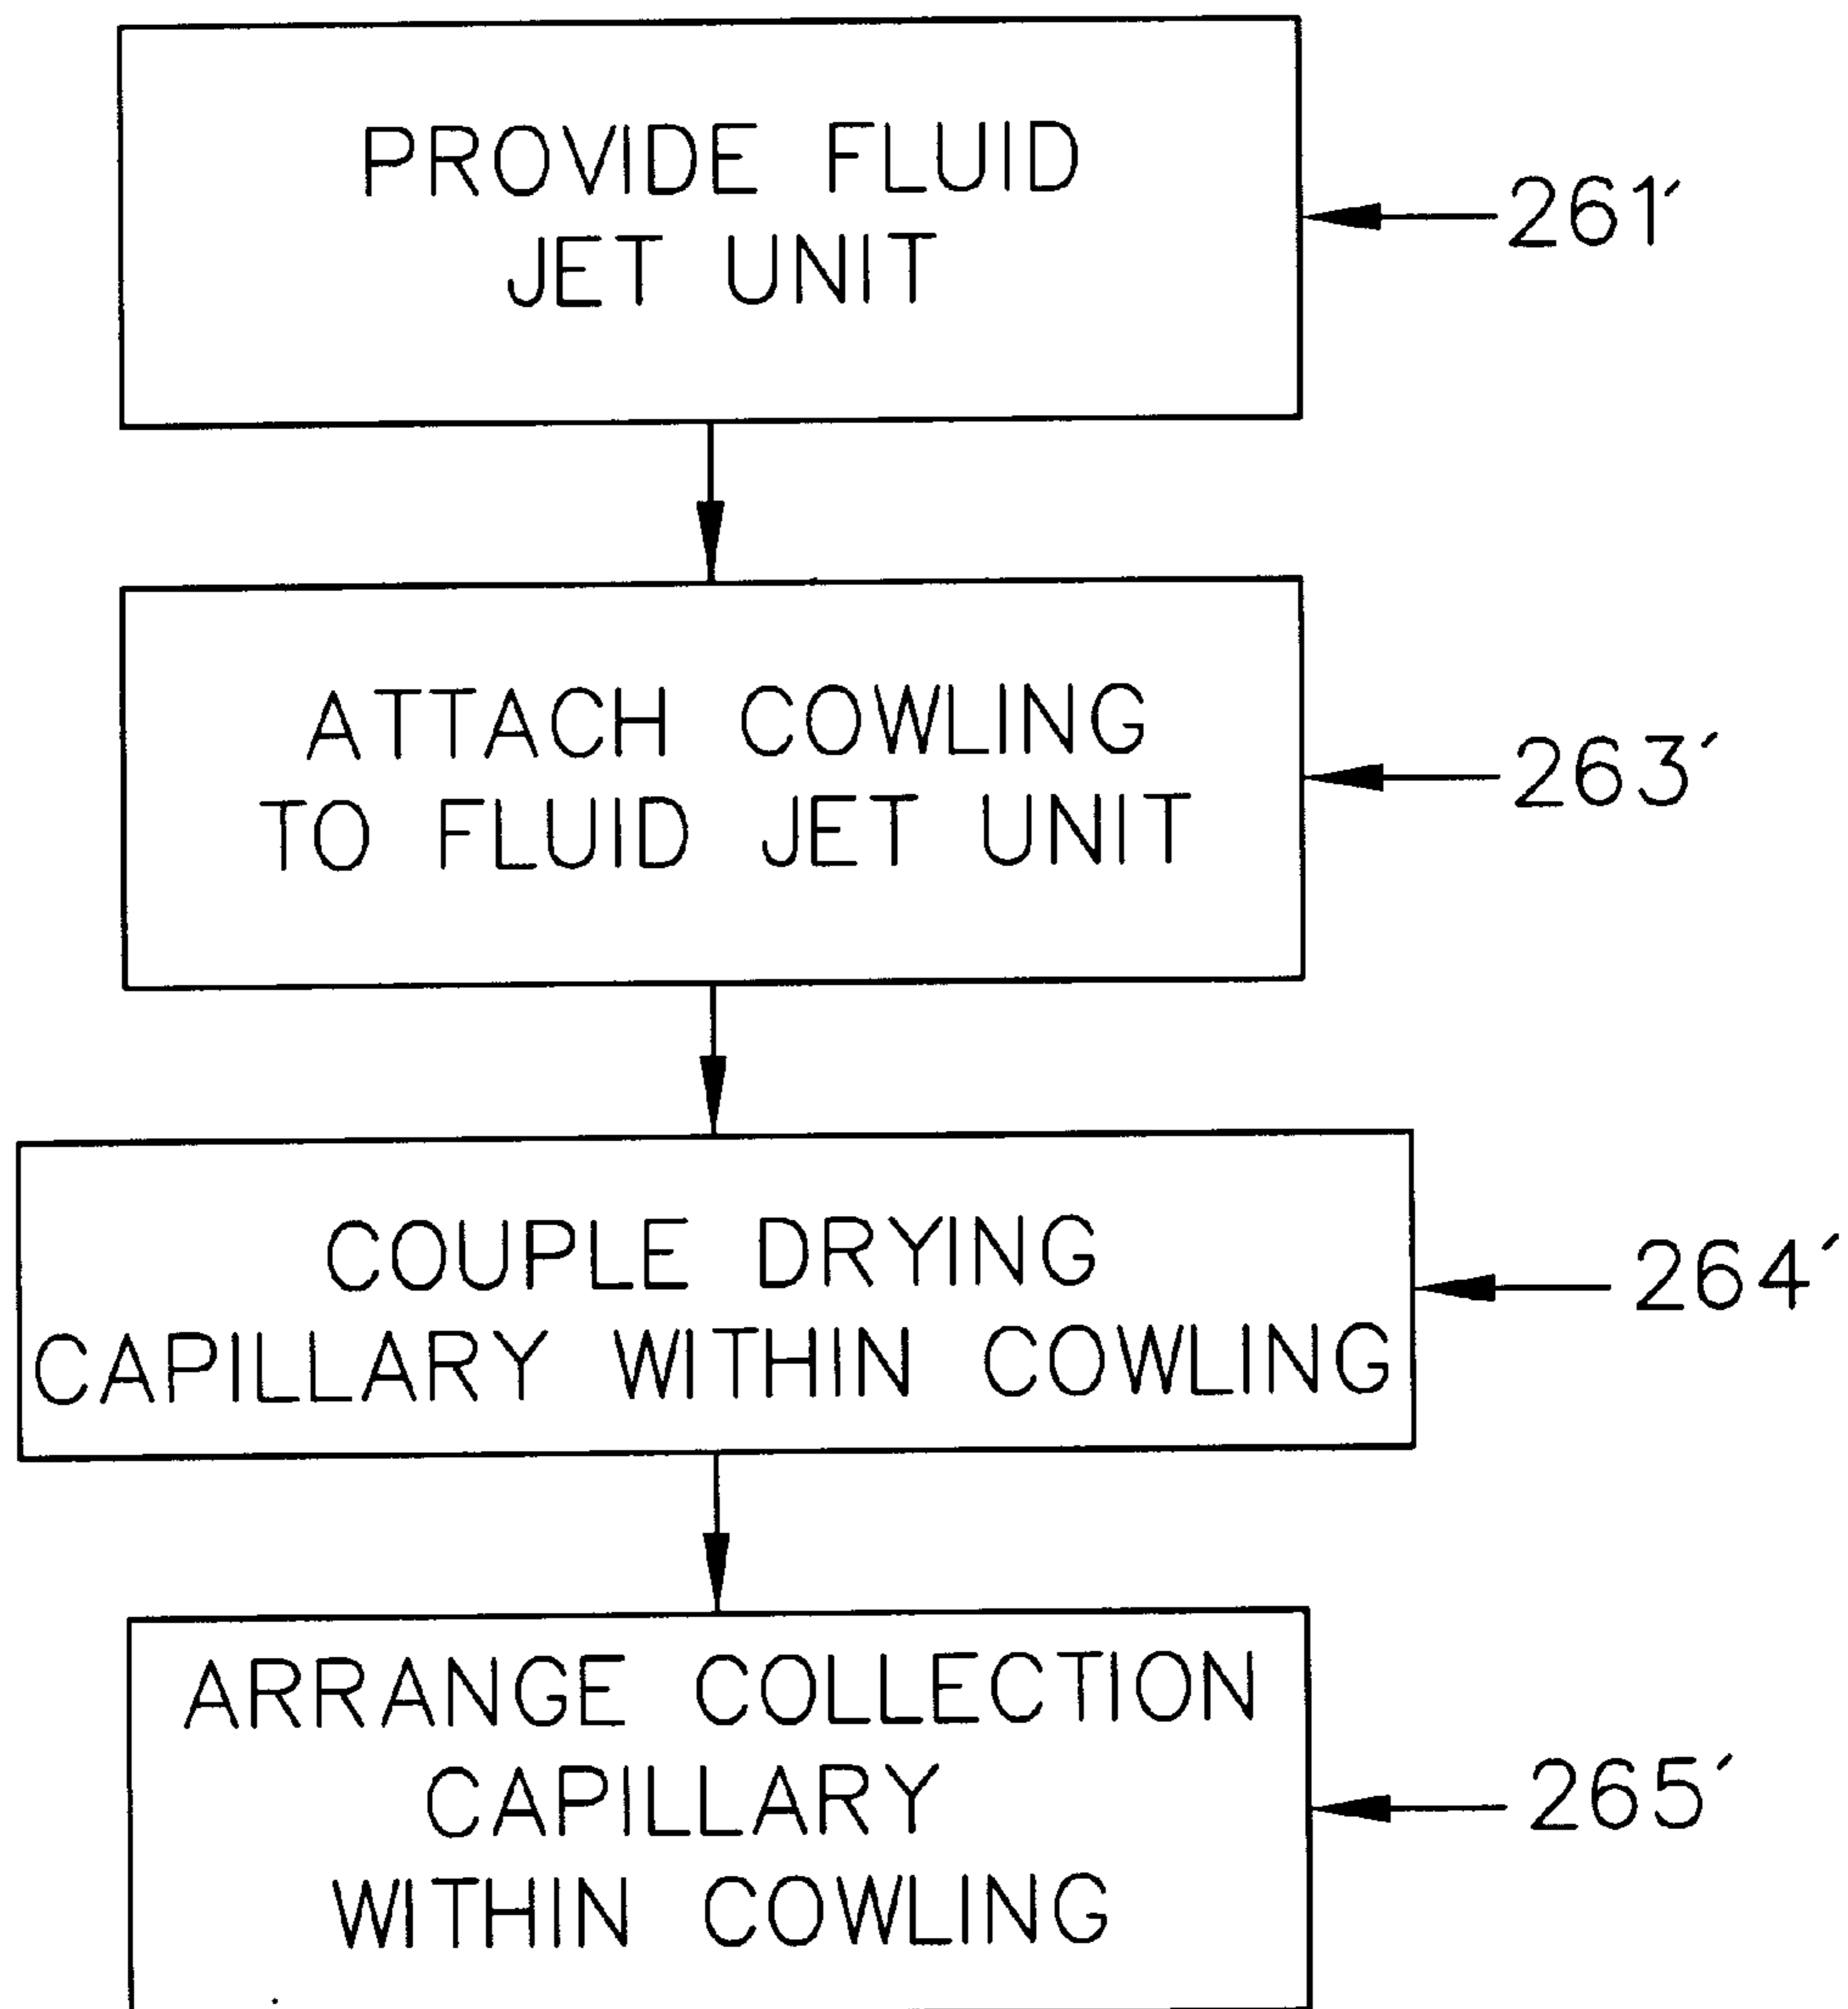 PROVIDE FLUID
JET UNIT
261′
ATTACH COWLING
TO FLUID JET UNIT
263′
COUPLE DRYING
CAPILLARY WITHIN COWLING
264′
ARRANGE COLLECTION
CAPILLARY
WITHIN COWLING
265′